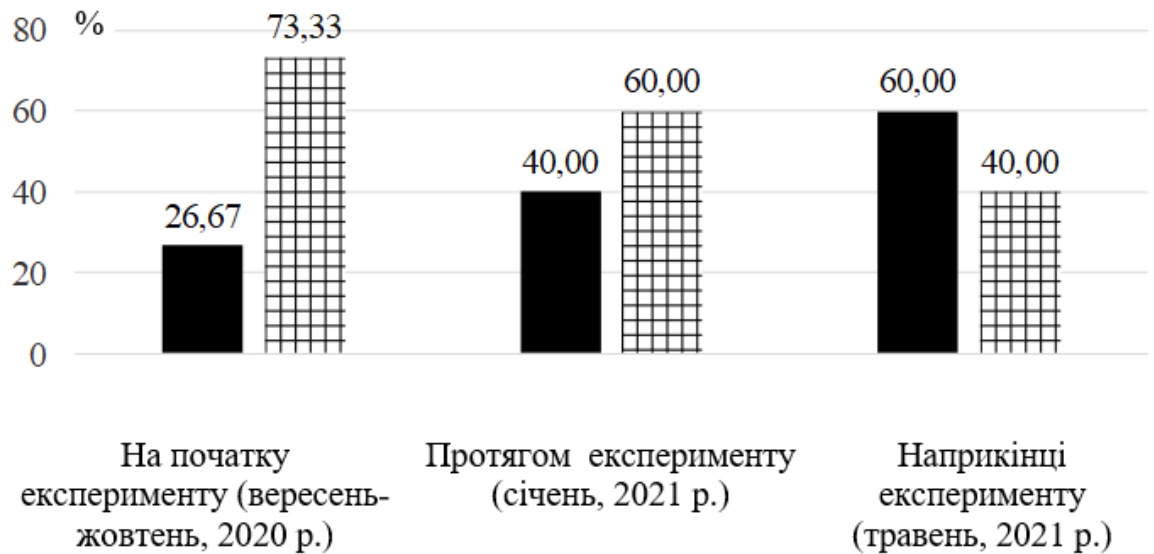 80 %
73,33
60,00
60,00
60
40,00
40,00
40
26,67
20
0
На початку
експерименту (вересень-
жовтень, 2020 р.)
Протягом експерименту
(січень, 2021 р.)
Наприкінці
експерименту
(травень, 2021 р.)